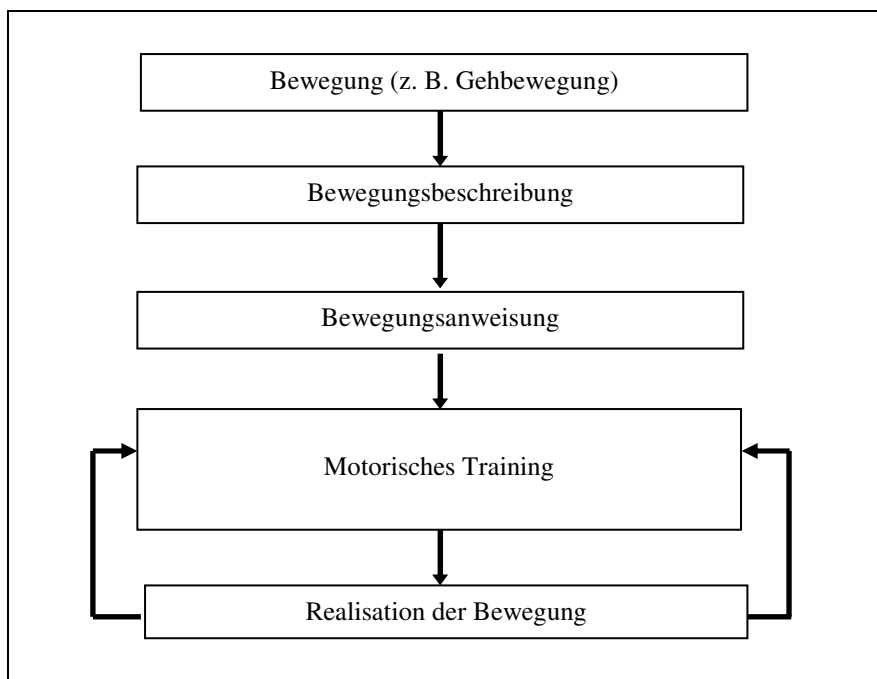 Bewegung (z. B. Gehbewegung)
Bewegungsbeschreibung
Bewegungsanweisung
Motorisches Training
Realisation der Bewegung